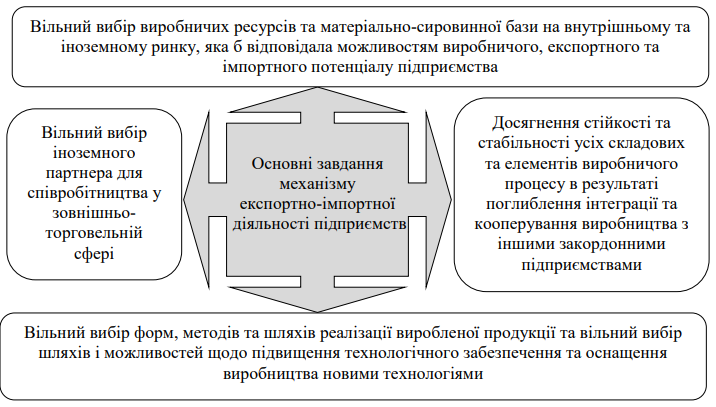 Вільний вибір виробничих ресурсів та матеріально-сировинної бази на внутрішньому та
іноземному ринку, яка б відповідала можливостям виробничого, експортного та
імпортного потенціалу підприємства
Вільний вибір
іноземного
партнера для
співробітництва у
зовнішньо-
торговельній
сфері
Основні завдання
механізму
експортно-імпортної
діяльності підприємств
Досягнення стійкості та
стабільності усіх складових
та елементів виробничого
процесу в результаті
поглиблення інтеграції та
кооперування виробництва з
іншими закордонними
підприємствами
Вільний вибір форм, методів та шляхів реалізації виробленої продукції та вільний вибір
шляхів і можливостей щодо підвищення технологічного забезпечення та оснащення
виробництва новими технологіями